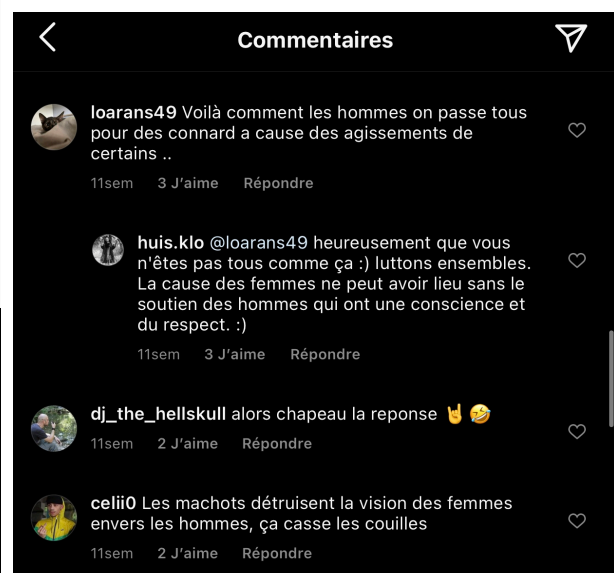 Commentaires
loarans49 Voilà comment les hommes on passe tous
pour des connard a cause des agissements de
certains ..
11sem 3 J'aime Répondre
huis.klo @loarans49 heureusement que vous
n'êtes pas tous comme ça :) luttons ensembles.
La cause des femmes ne peut avoir lieu sans le
soutien des hommes qui ont une conscience et
du respect. :)
11sem 3 J'aime Répondre
dj_the_hellskull alors chapeau la reponse 🤘 🤣
11sem 2 J'aime Répondre
celii0 Les machots détruisent la vision des femmes
envers les hommes, ça casse les couilles
11sem 2 J'aime Répondre